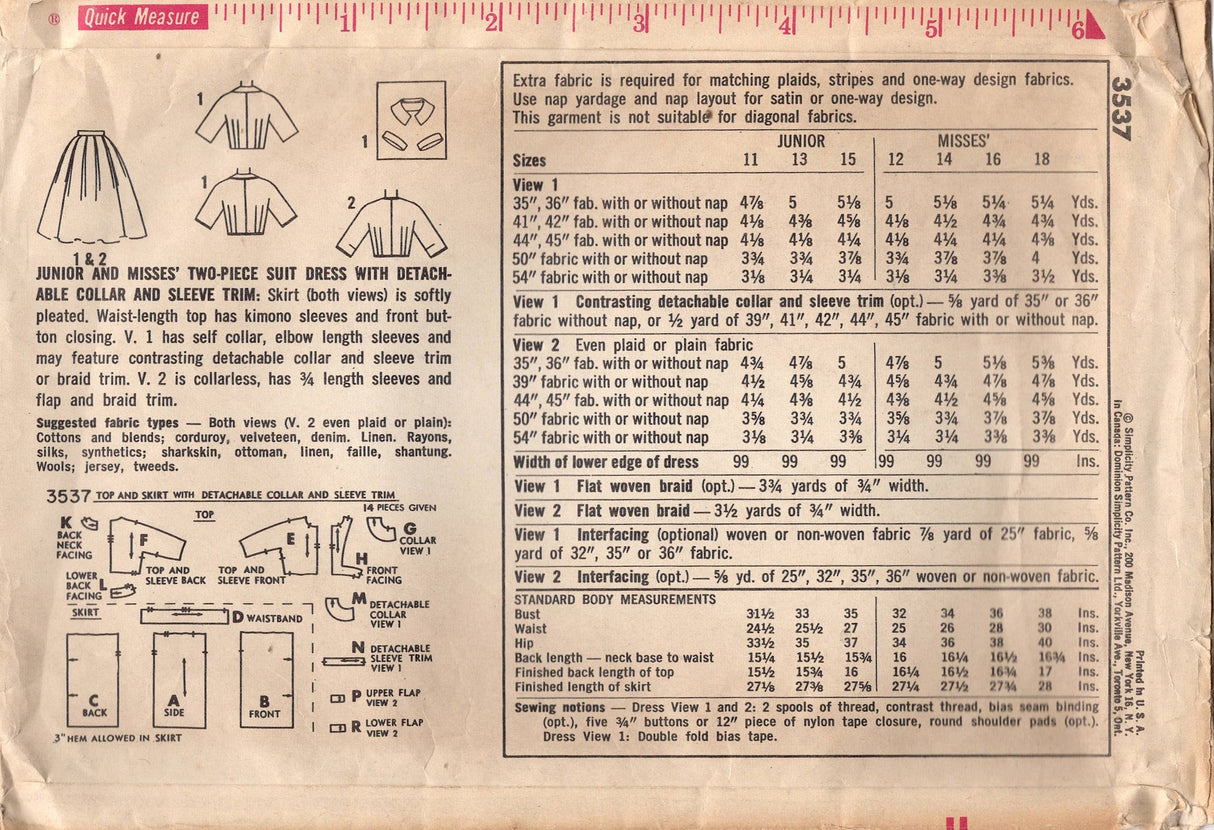 ® Quick Measure 1 2 3 4 5 6
1
1
1
2
1 & 2
JUNIOR AND MISSES' TWO-PIECE SUIT DRESS WITH DETACH-
ABLE COLLAR AND SLEEVE TRIM: Skirt (both views) is softly
pleated. Waist-length top has kimono sleeves and front but-
ton closing. V. 1 has self collar, elbow length sleeves and
may feature contrasting detachable collar and sleeve trim
or braid trim. V. 2 is collarless, has ¾ length sleeves and
flap and braid trim.
Suggested fabric types — Both views (V. 2 even plaid or plain):
Cottons and blends; corduroy, velveteen, denim. Linen. Rayons,
silks, synthetics; sharkskin, ottoman, linen, faille, shantung.
Wools; jersey, tweeds.
3537 TOP AND SKIRT WITH DETACHABLE COLLAR AND SLEEVE TRIM
14 PIECES GIVEN
TOP
K
BACK
NECK
FACING
F
TOP AND
SLEEVE BACK
E
TOP AND
SLEEVE FRONT
G
COLLAR
VIEW 1
H
FRONT
FACING
LOWER
BACK L
FACING
M
DETACHABLE
COLLAR
VIEW 1
SKIRT
D WAISTBAND
N
DETACHABLE
SLEEVE TRIM
VIEW 1
C
BACK
A
SIDE
B
FRONT
P UPPER FLAP
VIEW 2
R LOWER FLAP
VIEW 2
3" HEM ALLOWED IN SKIRT
Extra fabric is required for matching plaids, stripes and one-way design fabrics.
Use nap yardage and nap layout for satin or one-way design.
This garment is not suitable for diagonal fabrics.
JUNIOR MISSES'
Sizes 11 13 15 12 14 16 18
View 1
35", 36" fab. with or without nap 4⅞ 5 5⅛ 5 5⅛ 5¼ 5¼ Yds.
41", 42" fab. with or without nap 4⅛ 4⅜ 4⅝ 4⅛ 4½ 4¾ 4¾ Yds.
44", 45" fab. with or without nap 4⅛ 4⅛ 4¼ 4⅛ 4¼ 4¼ 4⅜ Yds.
50" fabric with or without nap 3¾ 3¾ 3⅞ 3¾ 3⅞ 3⅞ 4 Yds.
54" fabric with or without nap 3⅛ 3¼ 3¼ 3⅛ 3¼ 3⅜ 3½ Yds.
View 1 Contrasting detachable collar and sleeve trim (opt.) — ⅝ yard of 35" or 36"
fabric without nap, or ½ yard of 39", 41", 42", 44", 45" fabric with or without nap.
View 2 Even plaid or plain fabric
35", 36" fab. with or without nap 4¾ 4⅞ 5 4⅞ 5 5⅛ 5⅜ Yds.
39" fabric with or without nap 4½ 4⅝ 4¾ 4⅝ 4¾ 4⅞ 4⅞ Yds.
44", 45" fab. with or without nap 4¼ 4⅜ 4½ 4⅜ 4½ 4⅝ 4⅝ Yds.
50" fabric with or without nap 3⅝ 3¾ 3¾ 3⅝ 3¾ 3⅞ 3⅞ Yds.
54" fabric with or without nap 3⅛ 3¼ 3⅜ 3¼ 3¼ 3⅜ 3⅜ Yds.
Width of lower edge of dress 99 99 99 99 99 99 99 Ins.
View 1 Flat woven braid (opt.) — 3¾ yards of ¾" width.
View 2 Flat woven braid — 3½ yards of ¾" width.
View 1 Interfacing (optional) woven or non-woven fabric ⅞ yard of 25" fabric, ⅝
yard of 32", 35" or 36" fabric.
View 2 Interfacing (opt.) — ⅝ yd. of 25", 32", 35", 36" woven or non-woven fabric.
STANDARD BODY MEASUREMENTS
Bust 31½ 33 35 32 34 36 38 Ins.
Waist 24½ 25½ 27 25 26 28 30 Ins.
Hip 33½ 35 37 34 36 38 40 Ins.
Back length — neck base to waist 15¼ 15½ 15¾ 16 16¼ 16½ 16¾ Ins.
Finished back length of top 15½ 15¾ 16 16¼ 16½ 16¾ 17 Ins.
Finished length of skirt 27⅛ 27⅜ 27⅝ 27¼ 27½ 27¾ 28 Ins.
Sewing notions — Dress View 1 and 2: 2 spools of thread, contrast thread, bias seam binding
(opt.), five ¾" buttons or 12" piece of nylon tape closure, round shoulder pads (opt.).
Dress View 1: Double fold bias tape.
3537
© Simplicity Pattern Co. Inc., 200 Madison Avenue, New York 16, N. Y.
In Canada: Dominion Simplicity Pattern Ltd., Yorkville Ave., Toronto 5, Ont.
Printed in U. S. A.